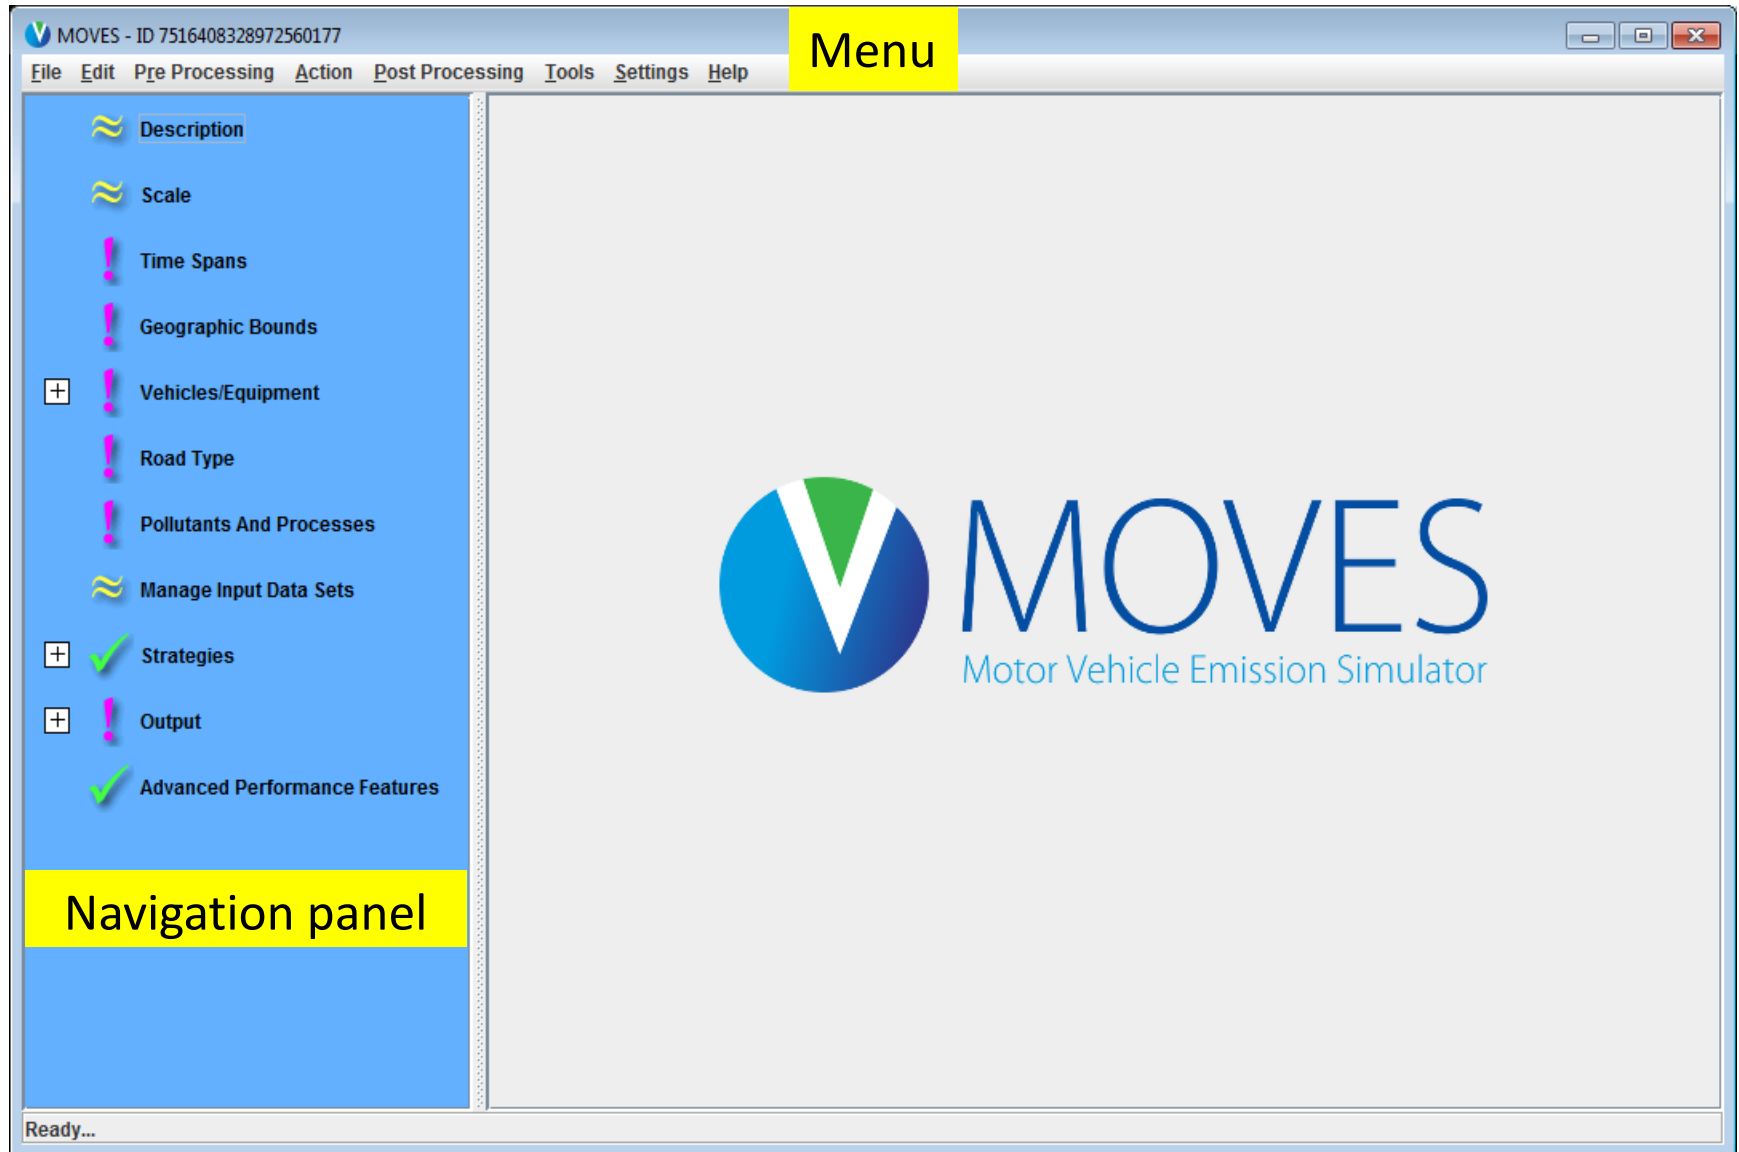 MOVES - ID 7516408328972560177
Menu
File Edit Pre Processing Action Post Processing Tools Settings Help
Description
Scale
Time Spans
Geographic Bounds
Vehicles/Equipment
Road Type
Pollutants And Processes
Manage Input Data Sets
Strategies
Output
Advanced Performance Features
Navigation panel
MOVES
Motor Vehicle Emission Simulator
Ready...